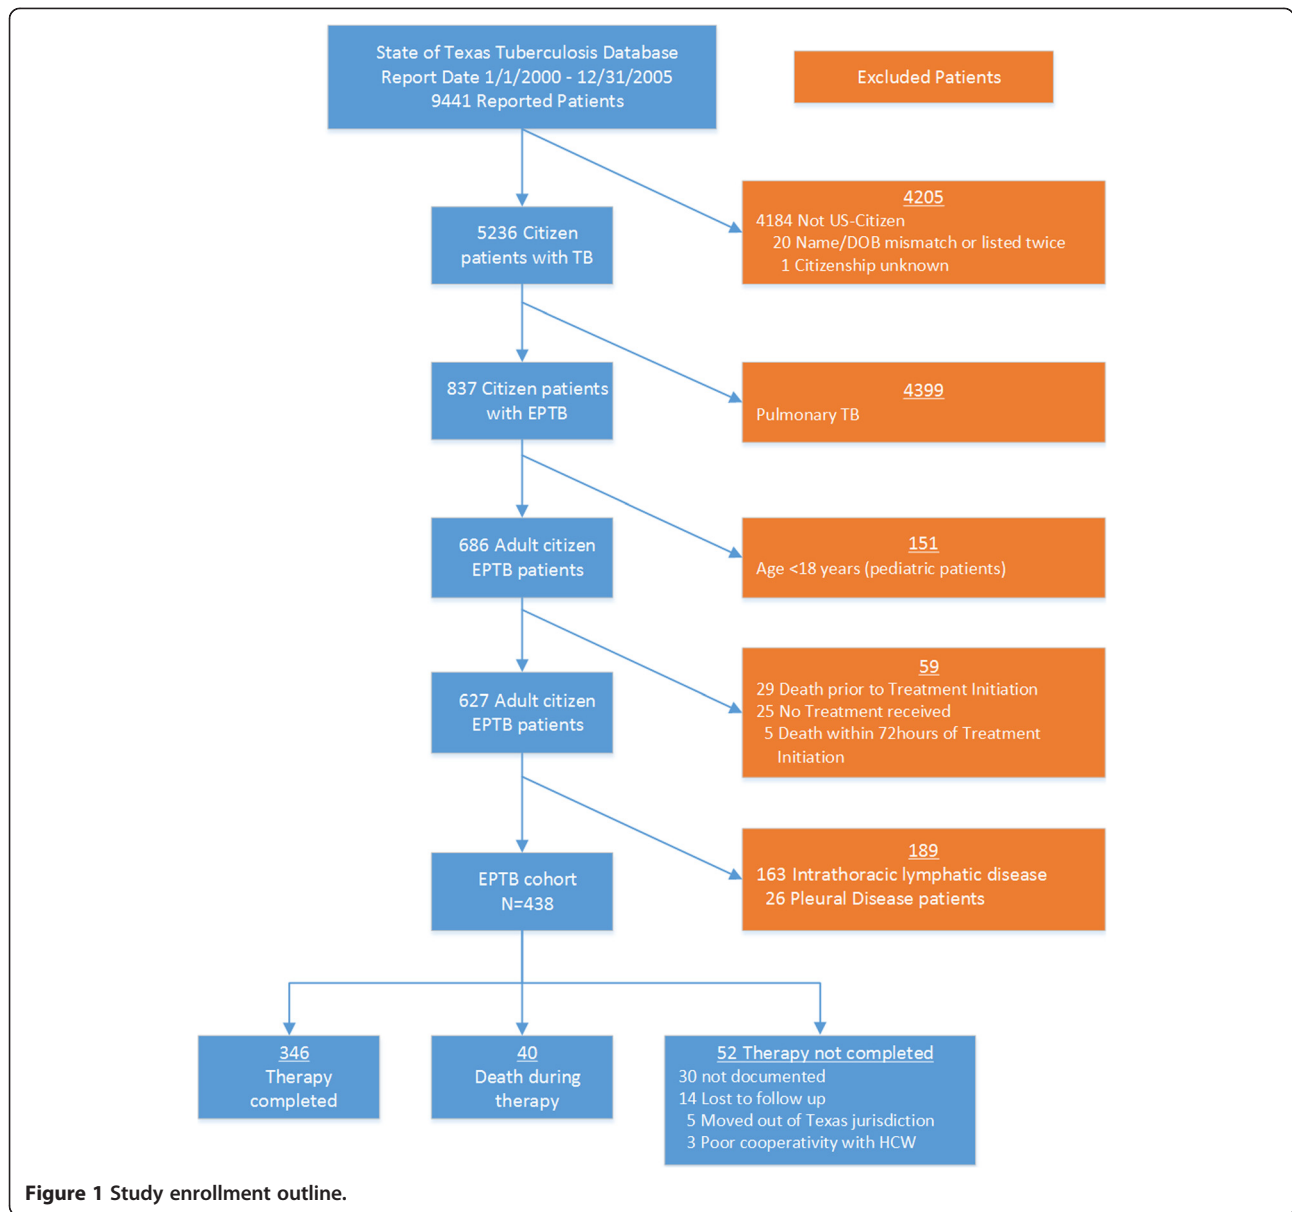 State of Texas Tuberculosis Database
Report Date 1/1/2000 - 12/31/2005
9441 Reported Patients
Excluded Patients
4205
4184 Not US-Citizen
20 Name/DOB mismatch or listed twice
1 Citizenship unknown
5236 Citizen
patients with TB
837 Citizen patients
with EPTB
4399
Pulmonary TB
686 Adult citizen
EPTB patients
151
Age <18 years (pediatric patients)
59
29 Death prior to Treatment Initiation
25 No Treatment received
5 Death within 72hours of Treatment
Initiation
627 Adult citizen
EPTB patients
189
163 Intrathoracic lymphatic disease
26 Pleural Disease patients
EPTB cohort
N=438
346
Therapy
completed
40
Death during
therapy
52 Therapy not completed
30 not documented
14 Lost to follow up
5 Moved out of Texas jurisdiction
3 Poor cooperativity with HCW
Figure 1 Study enrollment outline.